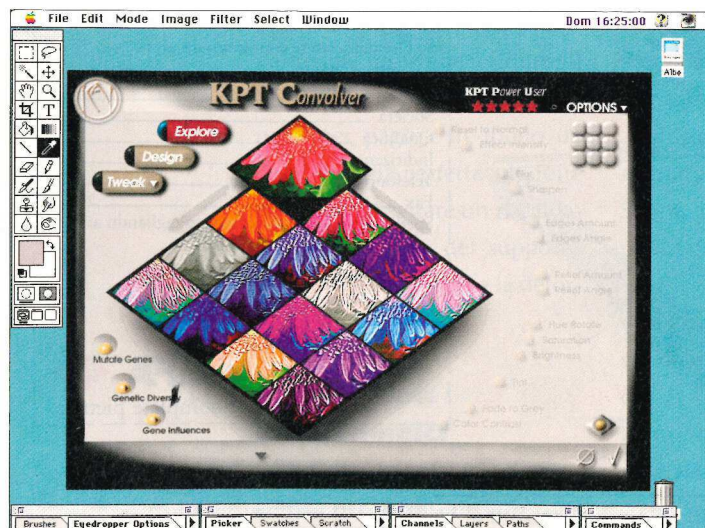 File Edit Mode Image Filter Select Window Dom 16:25:00
Albe
KPT Convolver
KPT Power User
OPTIONS
Explore
Design
Tweak
Reset to Normal
Effect Intensity
Blur
Sharpen
Edges Amount
Edges Angle
Relief Amount
Relief Angle
Hue Rotate
Saturation
Brightness
Tint
Fade to Grey
Color Contrast
Mutate Genes
Genetic Diversity
Gene Influences
Brushes Eyedropper Options Picker Swatches Scratch Channels Layers Paths Commands